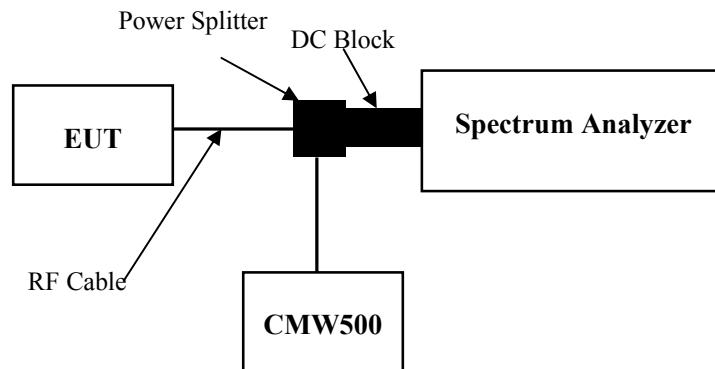 Power Splitter
DC Block
EUT
Spectrum Analyzer
RF Cable
CMW500